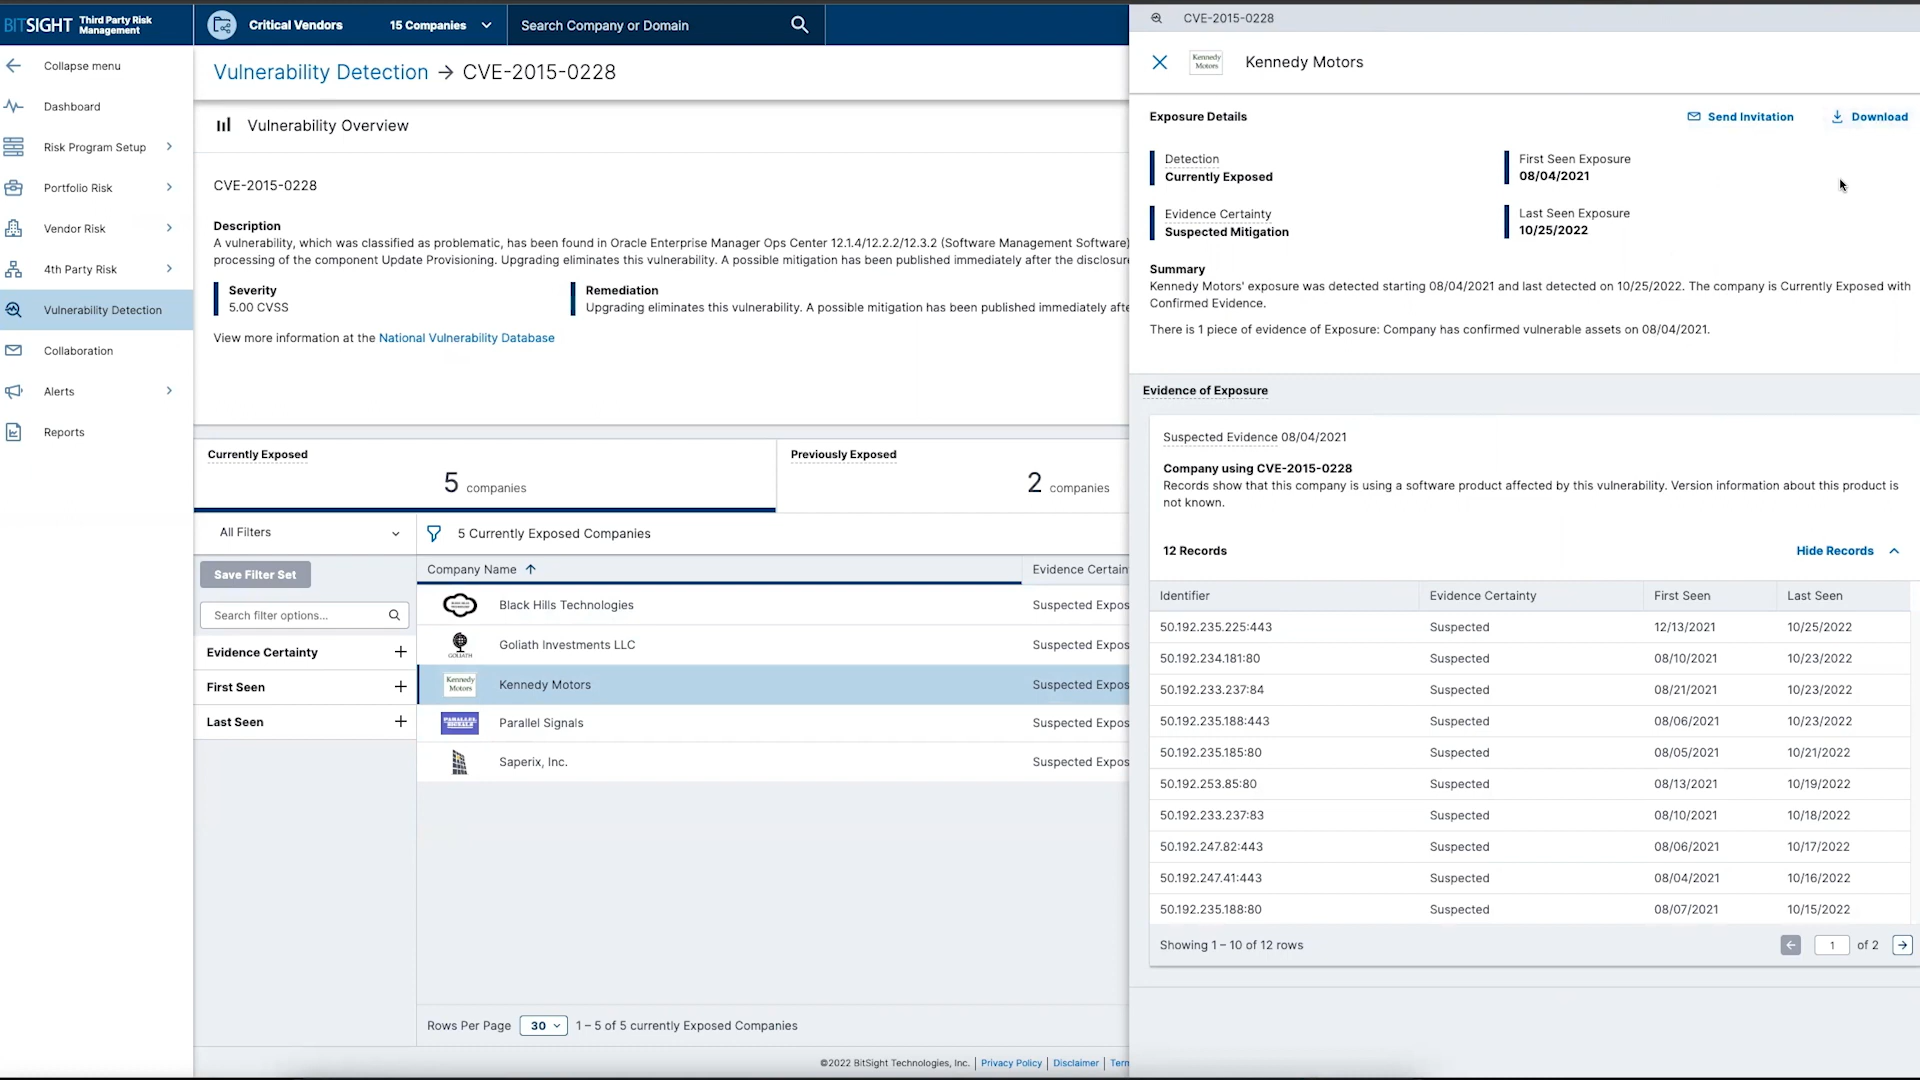 BITSIGHT Third Party Risk Management
Critical Vendors
15 Companies
Search Company or Domain
Collapse menu
Dashboard
Risk Program Setup
Portfolio Risk
Vendor Risk
4th Party Risk
Vulnerability Detection
Collaboration
Alerts
Reports
Vulnerability Detection → CVE-2015-0228
Vulnerability Overview
CVE-2015-0228
Description
A vulnerability, which was classified as problematic, has been found in Oracle Enterprise Manager Ops Center 12.1.4/12.2.2/12.3.2 (Software Management Software)
processing of the component Update Provisioning. Upgrading eliminates this vulnerability. A possible mitigation has been published immediately after the disclosure
Severity
5.00 CVSS
Remediation
Upgrading eliminates this vulnerability. A possible mitigation has been published immediately afte
View more information at the National Vulnerability Database
Currently Exposed
5 companies
Previously Exposed
2 companies
All Filters
5 Currently Exposed Companies
Save Filter Set
Search filter options...
Evidence Certainty
First Seen
Last Seen
Company Name ↑ Evidence Certain
Black Hills Technologies Suspected Expos
GOLIATH Goliath Investments LLC Suspected Expos
Kennedy Motors Kennedy Motors Suspected Expos
PARALLEL SIGNALS Parallel Signals Suspected Expos
Saperix, Inc. Suspected Expos
Rows Per Page 30 1 – 5 of 5 currently Exposed Companies
©2022 BitSight Technologies, Inc. | Privacy Policy | Disclaimer | Term
CVE-2015-0228
Kennedy Motors Kennedy Motors
Exposure Details
Send Invitation
Download
Detection
Currently Exposed
First Seen Exposure
08/04/2021
Evidence Certainty
Suspected Mitigation
Last Seen Exposure
10/25/2022
Summary
Kennedy Motors' exposure was detected starting 08/04/2021 and last detected on 10/25/2022. The company is Currently Exposed with
Confirmed Evidence.
There is 1 piece of evidence of Exposure: Company has confirmed vulnerable assets on 08/04/2021.
Evidence of Exposure
Suspected Evidence 08/04/2021
Company using CVE-2015-0228
Records show that this company is using a software product affected by this vulnerability. Version information about this product is
not known.
12 Records
Hide Records
Identifier Evidence Certainty First Seen Last Seen
50.192.235.225:443 Suspected 12/13/2021 10/25/2022
50.192.234.181:80 Suspected 08/10/2021 10/23/2022
50.192.233.237:84 Suspected 08/21/2021 10/23/2022
50.192.235.188:443 Suspected 08/06/2021 10/23/2022
50.192.235.185:80 Suspected 08/05/2021 10/21/2022
50.192.253.85:80 Suspected 08/13/2021 10/19/2022
50.192.233.237:83 Suspected 08/10/2021 10/18/2022
50.192.247.82:443 Suspected 08/06/2021 10/17/2022
50.192.247.41:443 Suspected 08/04/2021 10/16/2022
50.192.235.188:80 Suspected 08/07/2021 10/15/2022
Showing 1 – 10 of 12 rows
1 of 2